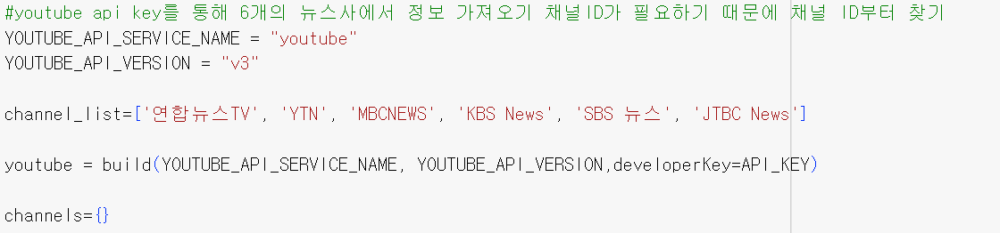 #youtube api key를 통해 6개의 뉴스사에서 정보 가져오기 채널ID가 필요하기 때문에 채널 ID부터 찾기
YOUTUBE_API_SERVICE_NAME = "youtube"
YOUTUBE_API_VERSION = "v3"
channel_list=['연합뉴스TV', 'YTN', 'MBCNEWS', 'KBS News', 'SBS 뉴스', 'JTBC News']
youtube = build(YOUTUBE_API_SERVICE_NAME, YOUTUBE_API_VERSION,developerKey=API_KEY)
channels={}